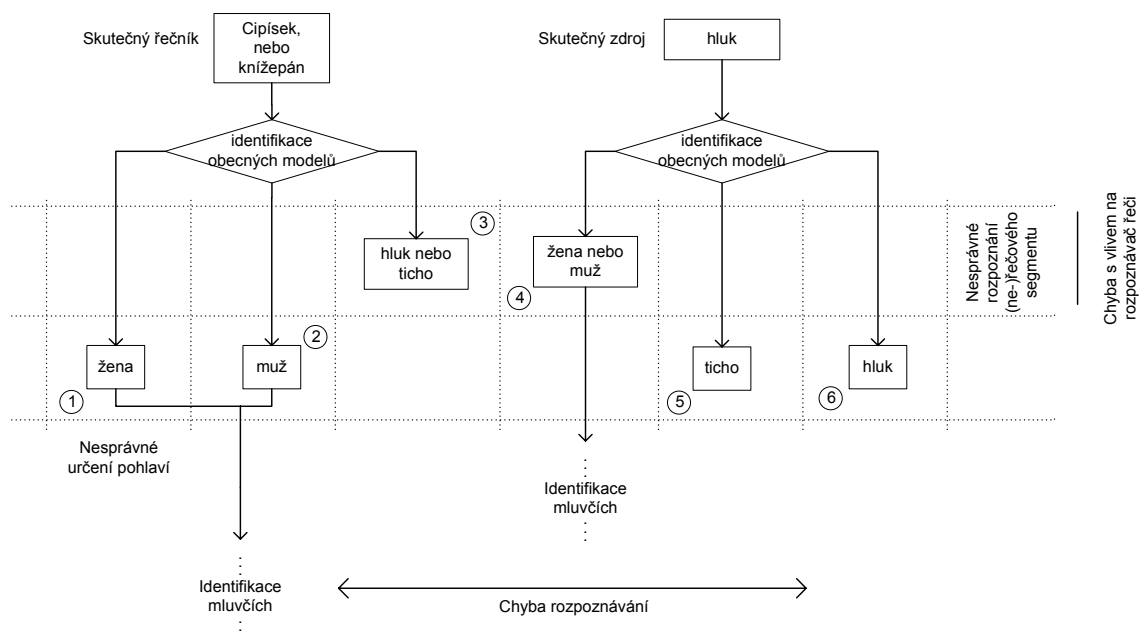 Skutečný řečník
Cipísek,
nebo
knížepán
Skutečný zdroj
hluk
identifikace
obecných modelů
identifikace
obecných modelů
3
hluk nebo
ticho
žena nebo
muž
4
Nesprávné
rozpoznání
(ne-)řečového
segmentu
Chyba s vlivem na
rozpoznávač řeči
žena
1
muž
2
ticho
5
hluk
6
Nesprávné
určení pohlaví
Identifikace
mluvčích
Identifikace
mluvčích
Chyba rozpoznávání